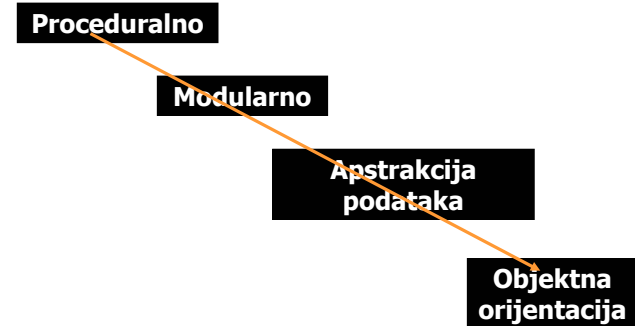 Proceduralno
Modularno
Apstrakcija
podataka
Objektna
orijentacija